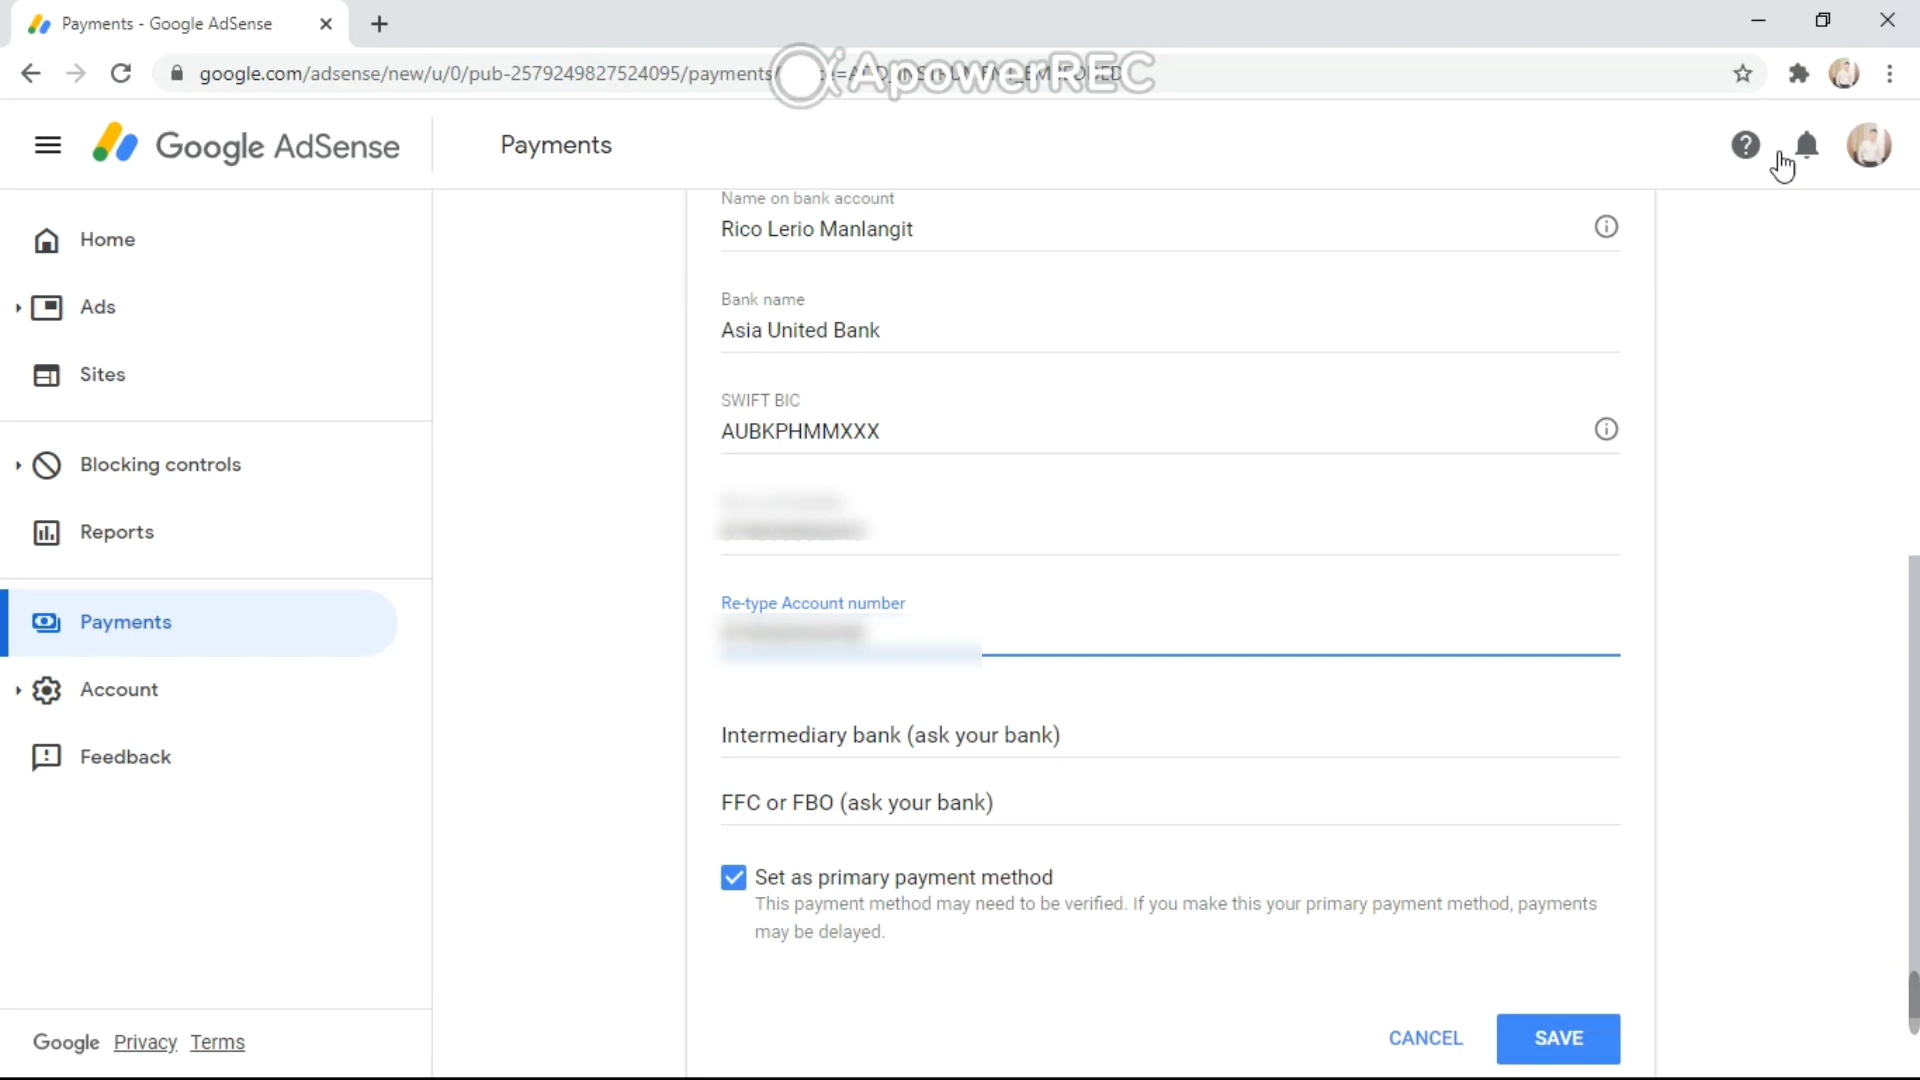 Payments - Google AdSense
google.com/adsense/new/u/0/pub-2579249827524095/payments/
ApowerREC
Google AdSense
Payments
Home
Ads
Sites
Blocking controls
Reports
Payments
Account
Feedback
Google Privacy Terms
Name on bank account
Rico Lerio Manlangit
Bank name
Asia United Bank
SWIFT BIC
AUBKPHMMXXX
Re-type Account number
Intermediary bank (ask your bank)
FFC or FBO (ask your bank)
Set as primary payment method
This payment method may need to be verified. If you make this your primary payment method, payments
may be delayed.
CANCEL
SAVE